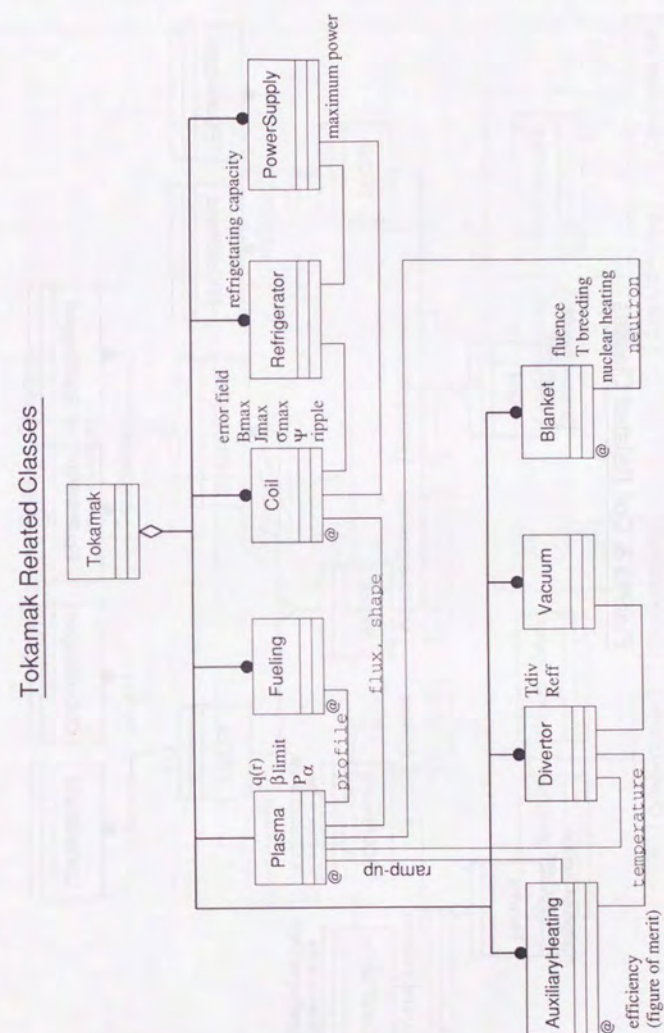 Tokamak Related Classes
Tokamak
Plasma
q(r)
β limit
Pα
@
profile
Fueling
@
flux, shape
Coil
error field
Bmax
Jmax
σmax
Ψ
ripple
@
Refrigerator
refrigetating capacity
PowerSupply
maximum power
ramp-up
AuxiliaryHeating
@
efficiency
(figure of merit)
temperature
Divertor
Tdiv
Reff
Vacuum
Blanket
@
fluence
T breeding
nuclear heating
neutron